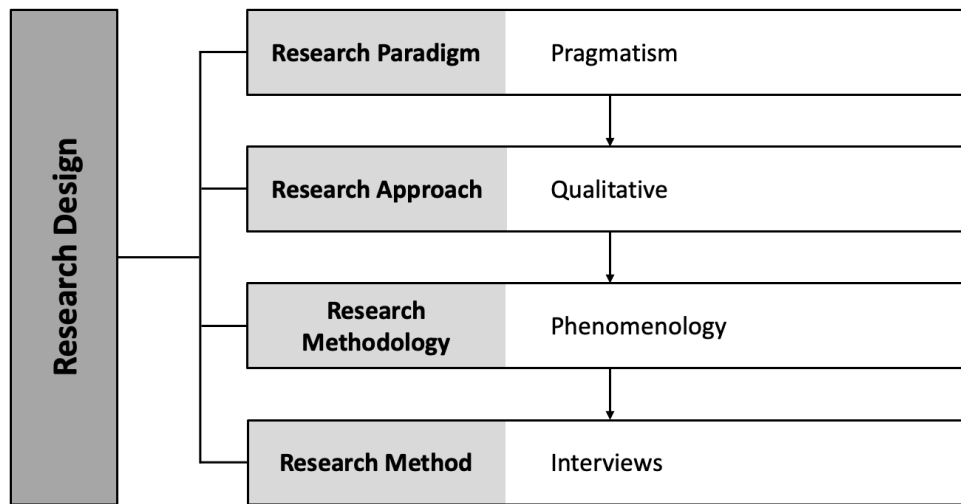 Research Design
Research Paradigm
Pragmatism
Research Approach
Qualitative
Research
Methodology
Phenomenology
Research Method
Interviews